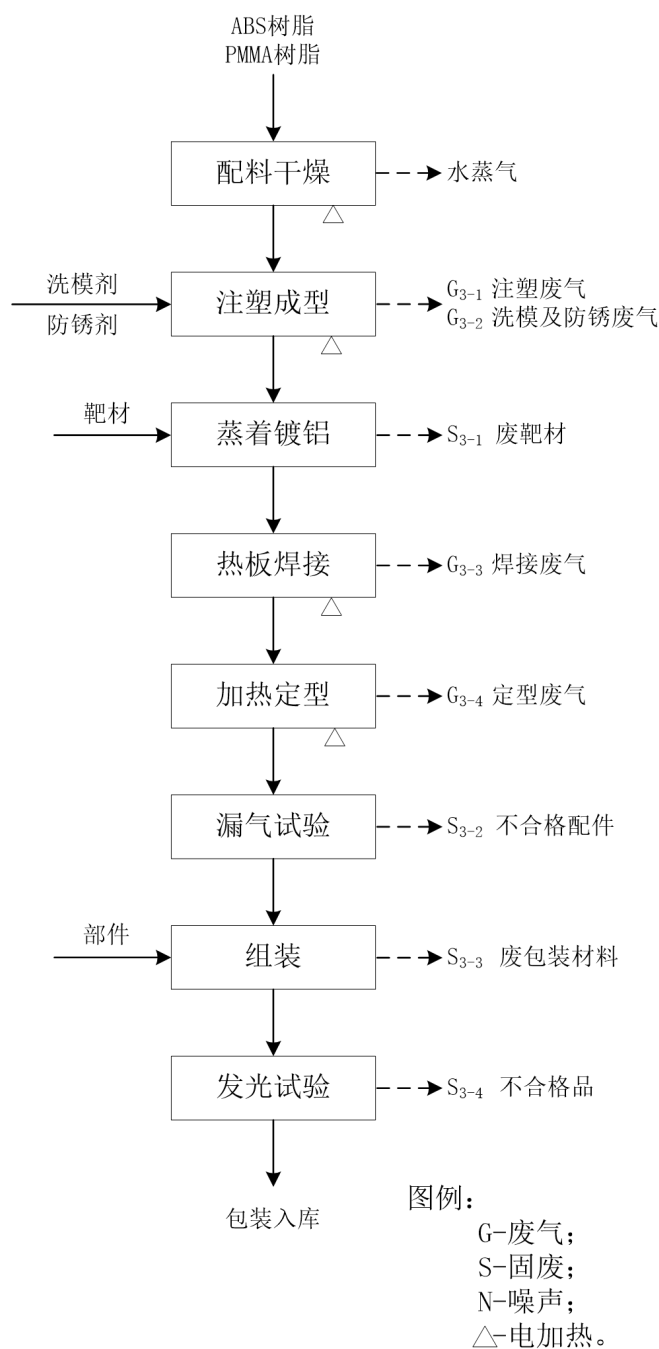 ABS树脂
PMMA树脂
配料干燥
水蒸气
洗模剂
防锈剂
注塑成型
G3-1 注塑废气
G3-2 洗模及防锈废气
靶材
蒸着镀铝
S3-1 废靶材
热板焊接
G3-3 焊接废气
加热定型
G3-4 定型废气
漏气试验
S3-2 不合格配件
部件
组装
S3-3 废包装材料
发光试验
S3-4 不合格品
包装入库
图例：
G-废气；
S-固废；
N-噪声；
△-电加热。